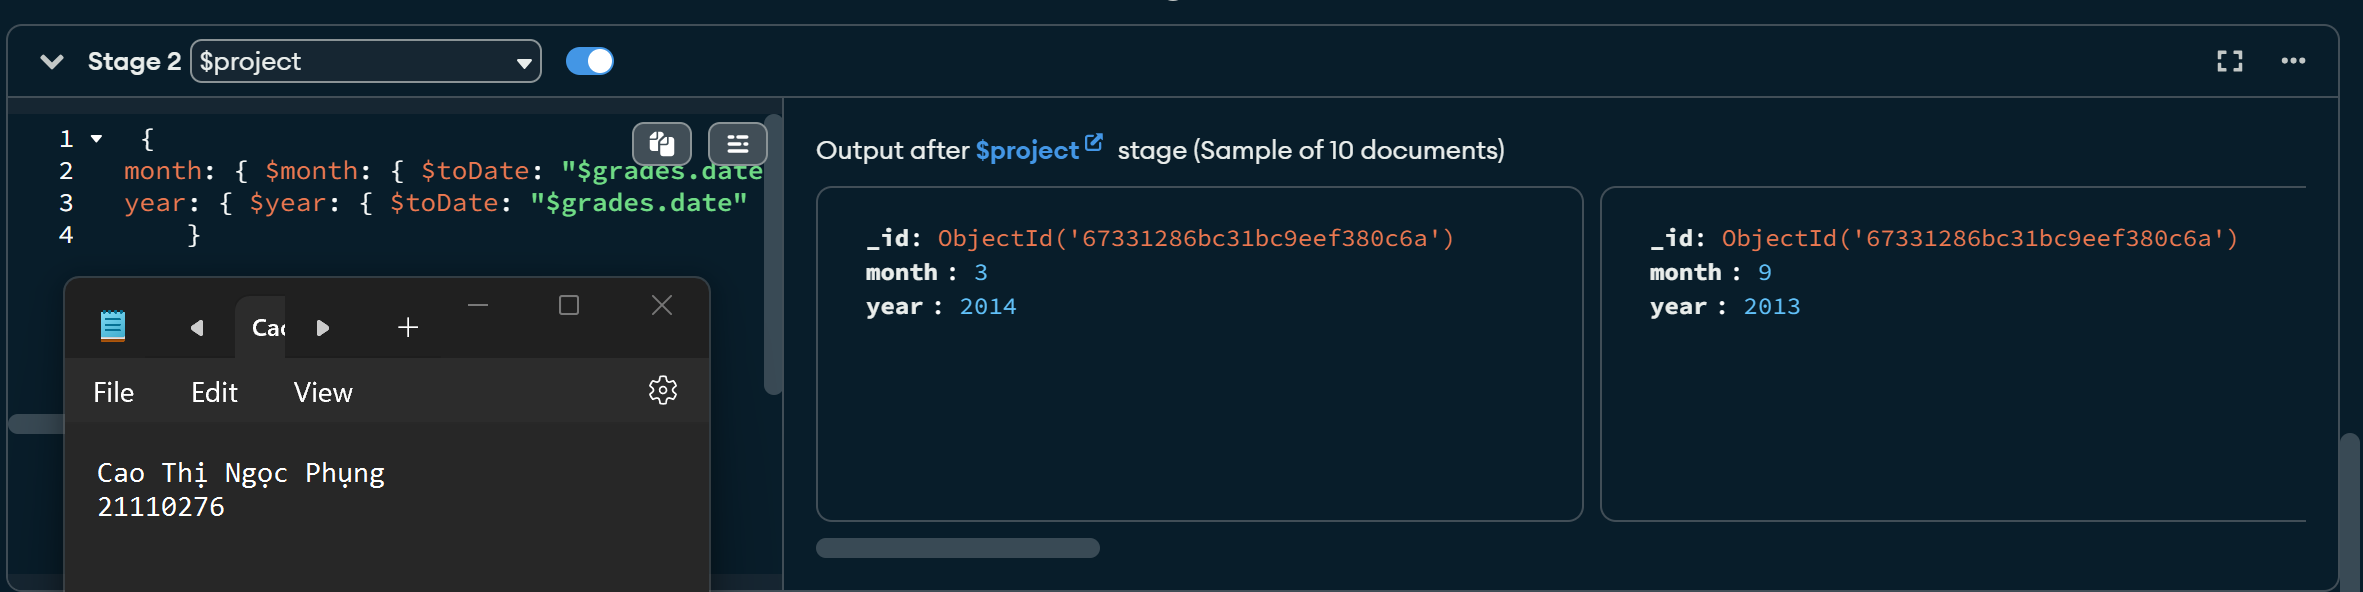 Stage 2 $project
Output after $project stage (Sample of 10 documents)
1 {
2 month: { $month: { $toDate: "$grades.date
3 year: { $year: { $toDate: "$grades.date"
4 }
_id: ObjectId('67331286bc31bc9eef380c6a')
month : 3
year : 2014
_id: ObjectId('67331286bc31bc9eef380c6a')
month : 9
year : 2013
File Edit View
Cao Thị Ngọc Phụng
21110276